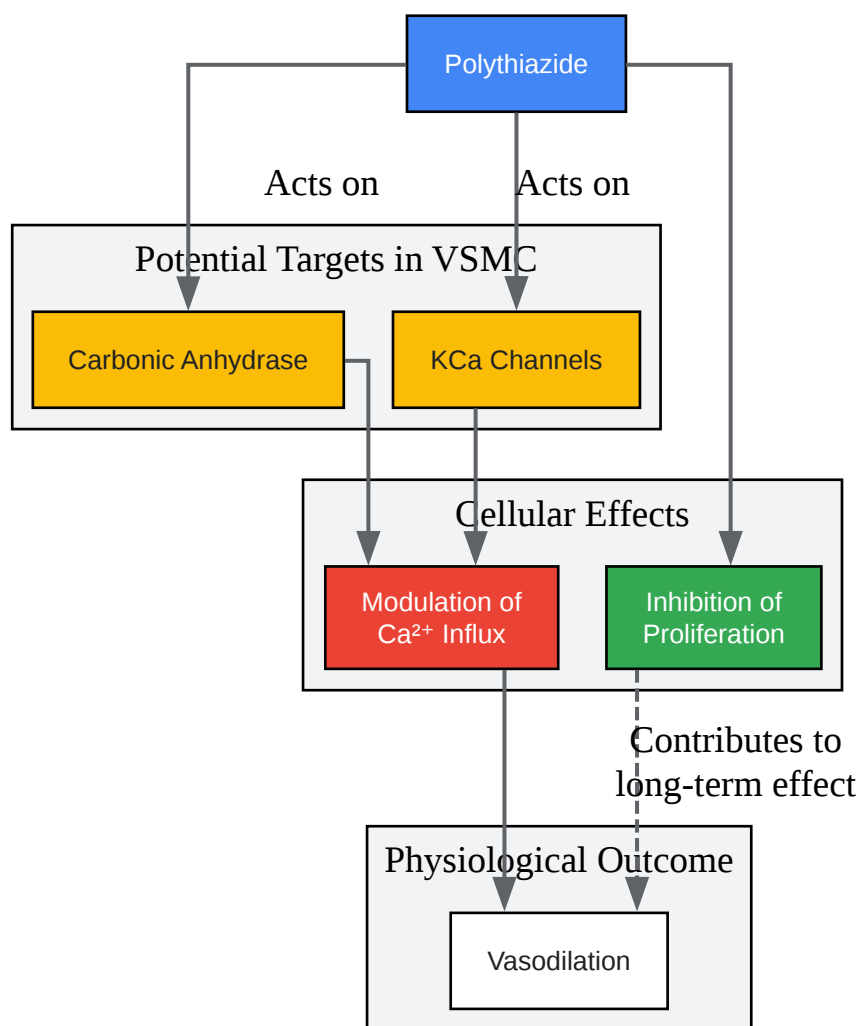 Polythiazide
Acts on
Acts on
Potential Targets in VSMC
Carbonic Anhydrase
KCa Channels
Cellular Effects
Modulation of
Ca²⁺ Influx
Inhibition of
Proliferation
Contributes to
long-term effect
Physiological Outcome
Vasodilation